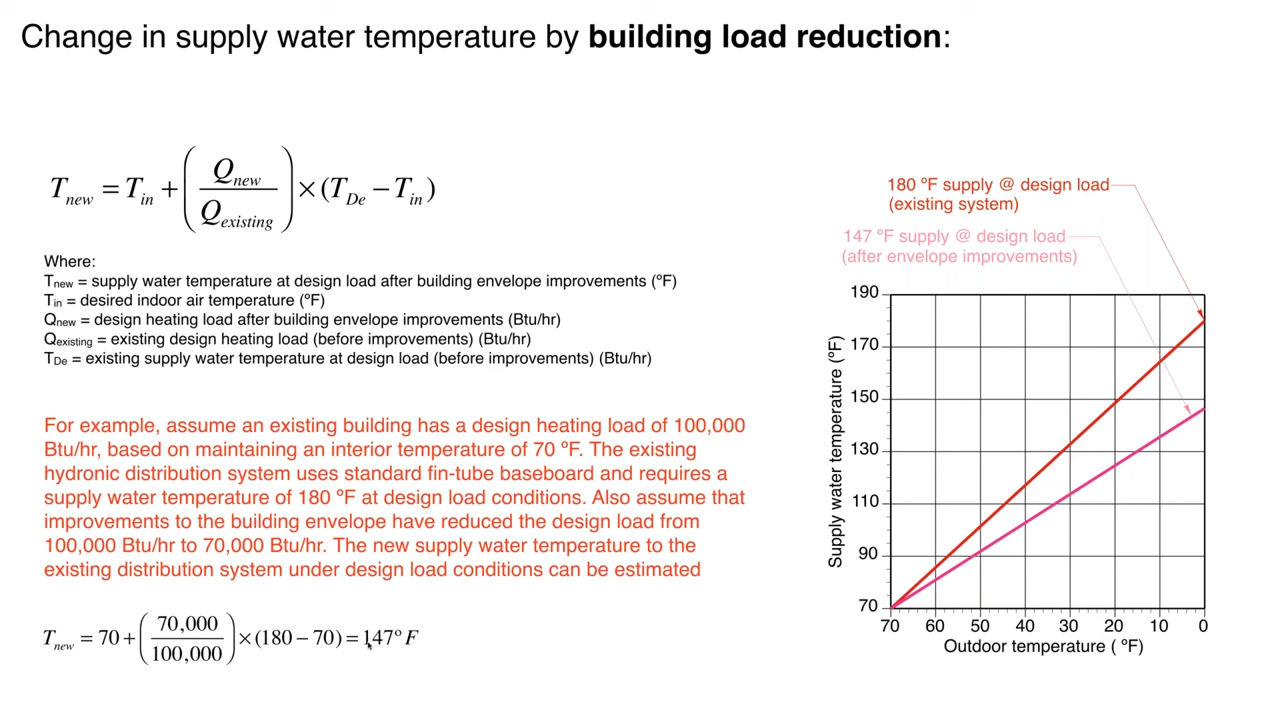 Change in supply water temperature by building load reduction:
T_new = T_in + (Q_new / Q_existing) × (T_De − T_in)
Where:
T_new = supply water temperature at design load after building envelope improvements (ºF)
T_in = desired indoor air temperature (ºF)
Q_new = design heating load after building envelope improvements (Btu/hr)
Q_existing = existing design heating load (before improvements) (Btu/hr)
T_De = existing supply water temperature at design load (before improvements) (Btu/hr)
For example, assume an existing building has a design heating load of 100,000
Btu/hr, based on maintaining an interior temperature of 70 ºF. The existing
hydronic distribution system uses standard fin-tube baseboard and requires a
supply water temperature of 180 ºF at design load conditions. Also assume that
improvements to the building envelope have reduced the design load from
100,000 Btu/hr to 70,000 Btu/hr. The new supply water temperature to the
existing distribution system under design load conditions can be estimated
T_new = 70 + (70,000 / 100,000) × (180 − 70) = 147º F
180 ºF supply @ design load
(existing system)
147 ºF supply @ design load
(after envelope improvements)
Supply water temperature (ºF)
190
170
150
130
110
90
70
70 60 50 40 30 20 10 0
Outdoor temperature ( ºF)